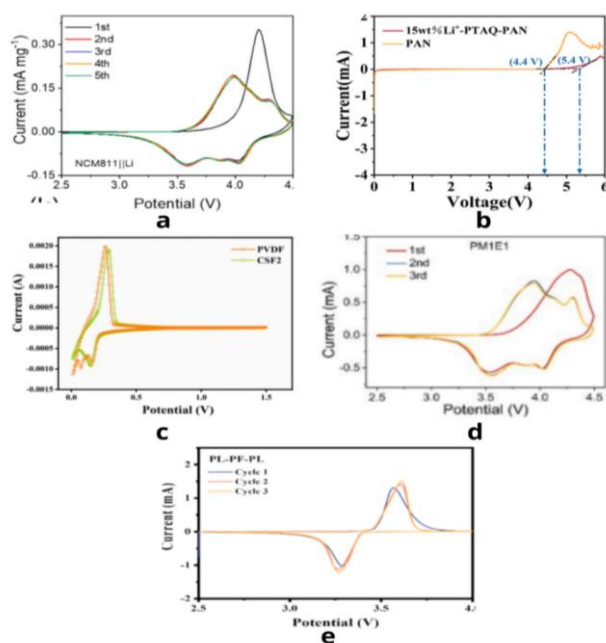 1st
2nd
3rd
4th
5th
0.30
0.15
0.00
-0.15
Current (mA mg⁻¹)
NCM811||Li
2.5 3.0 3.5 4.0 4.5
Potential (V)
a
15wt%Li⁺-PTAQ-PAN
PAN
(4.4 V) (5.4 V)
2
1
0
-1
-2
-3
-4
Current(mA)
0 1 2 3 4 5 6
Voltage(V)
b
PVDF
CSF2
0.0020
0.0015
0.0010
0.0005
0.0000
-0.0005
-0.0010
-0.0015
Current (A)
0.0 0.5 1.0 1.5
Potential (V)
c
PM1E1
1st
2nd
3rd
1.0
0.5
0.0
-0.5
Current (mA)
2.5 3.0 3.5 4.0 4.5
Potential (V)
d
PL-PF-PL
Cycle 1
Cycle 2
Cycle 3
2
1
0
-1
-2
Current (mA)
2.5 3.0 3.5 4.0
Potential (V)
e